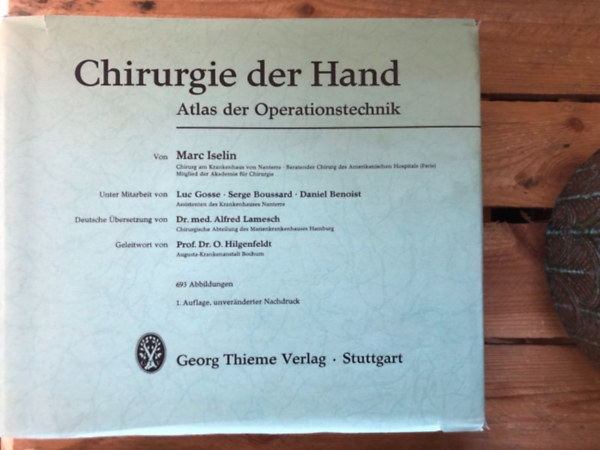 Chirurgie der Hand
Atlas der Operationstechnik
Von Marc Iselin
Chirurg am Krankenhaus von Nanterre · Beratender Chirurg des Amerikanischen Hospitals (Paris)
Mitglied der Akademie für Chirurgie
Unter Mitarbeit von Luc Gosse · Serge Boussard · Daniel Benoist
Assistenten des Krankenhauses Nanterre
Deutsche Übersetzung von Dr. med. Alfred Lamesch
Chirurgische Abteilung des Marienkrankenhauses Hamburg
Geleitwort von Prof. Dr. O. Hilgenfeldt
Augusta-Krankenanstalt Bochum
693 Abbildungen
1. Auflage, unveränderter Nachdruck
Georg Thieme Verlag · Stuttgart